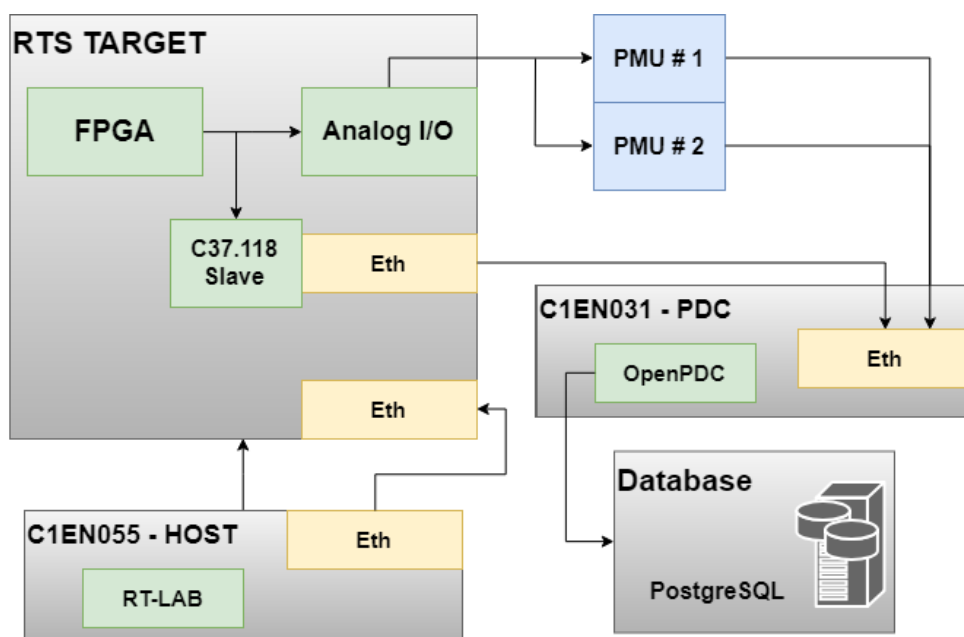 RTS TARGET
FPGA
Analog I/O
PMU # 1
PMU # 2
C37.118
Slave
Eth
C1EN031 - PDC
OpenPDC
Eth
Eth
Database
PostgreSQL
C1EN055 - HOST
Eth
RT-LAB